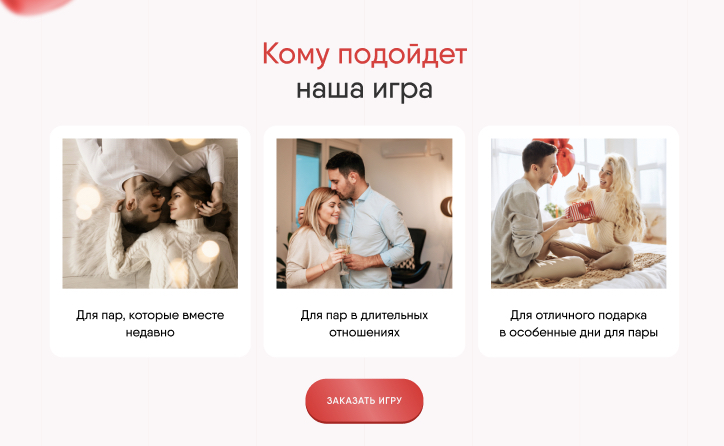 Кому подойдет
наша игра
Для пар, которые вместе
недавно
Для пар в длительных
отношениях
Для отличного подарка
в особенные дни для пары
ЗАКАЗАТЬ ИГРУ